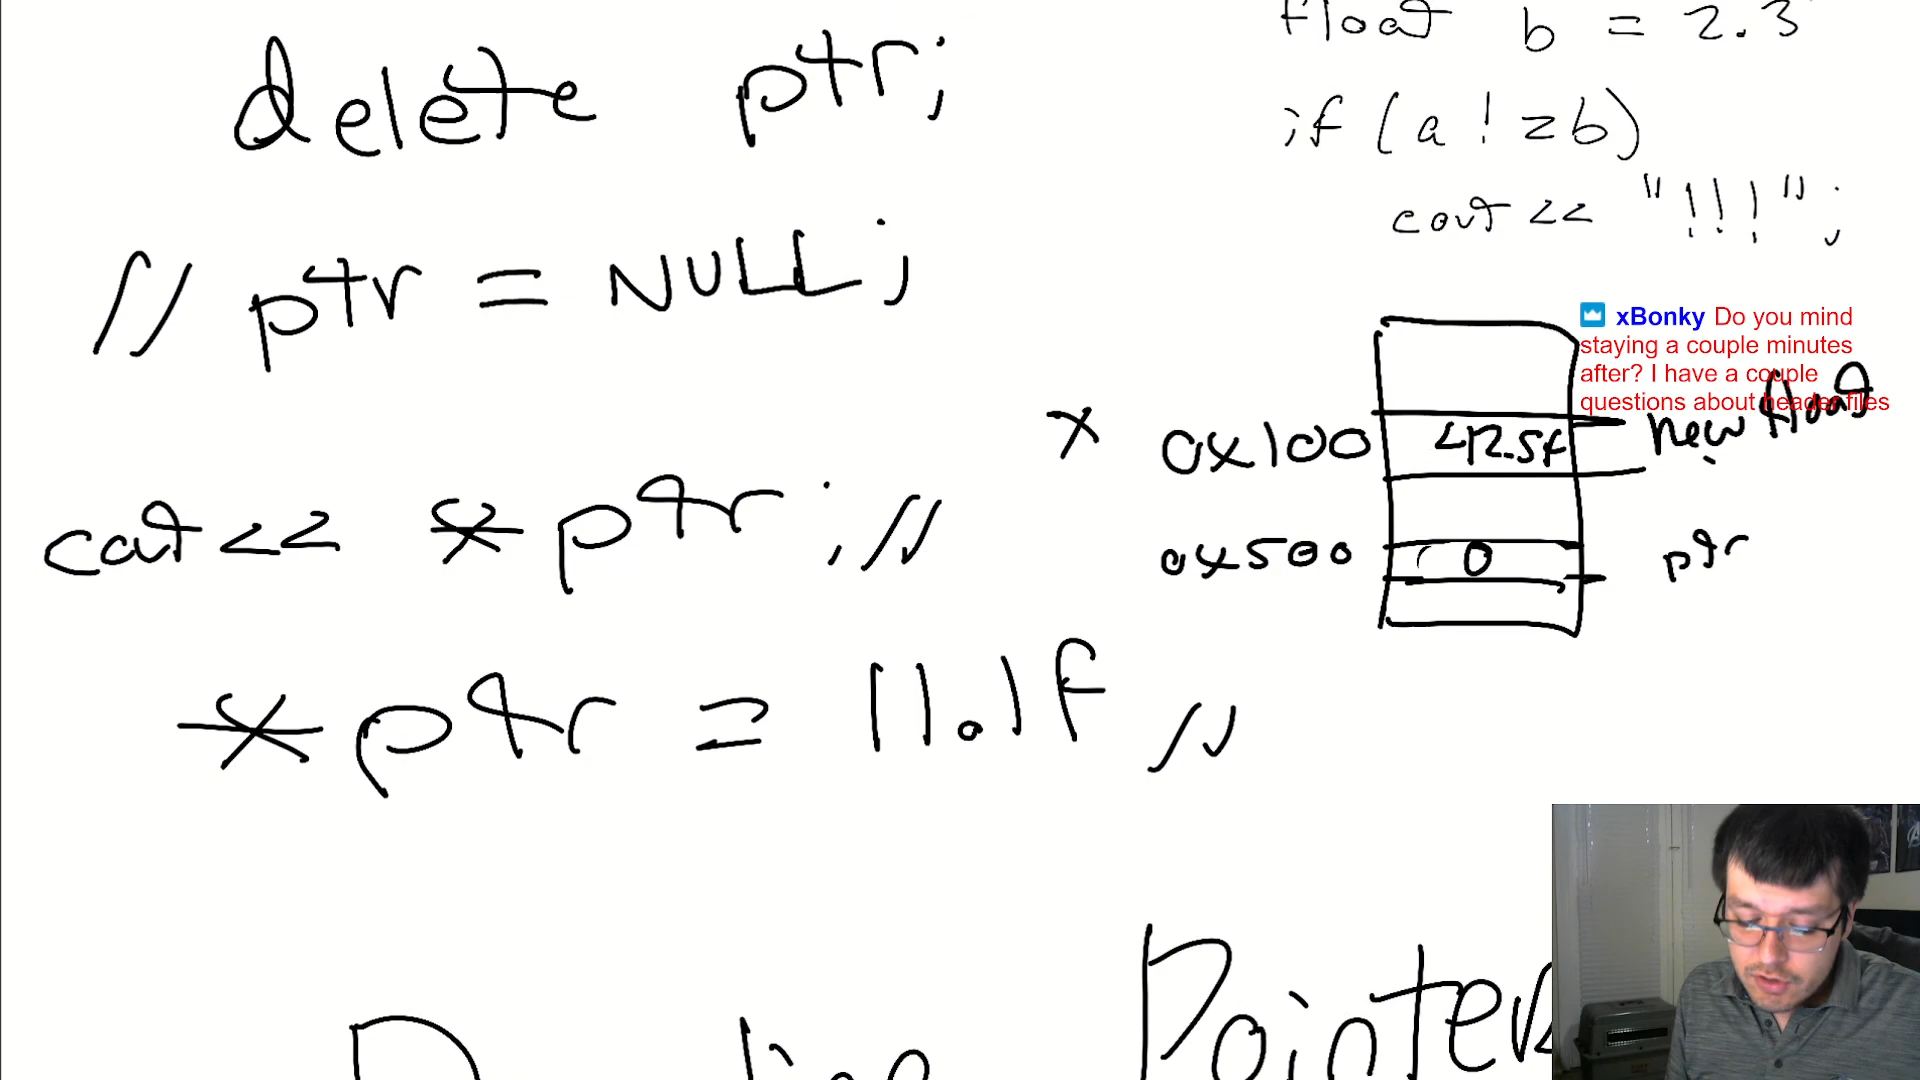 delete ptr;
// ptr = NULL;
cout << *ptr; //
*ptr = 11.1f //
float b = 2.3
if (a != b)
cout << "!!!";
xBonky Do you mind
staying a couple minutes
after? I have a couple
questions about header files
x 0x100 42.5f new float
0x500 0 ptr
Pointers